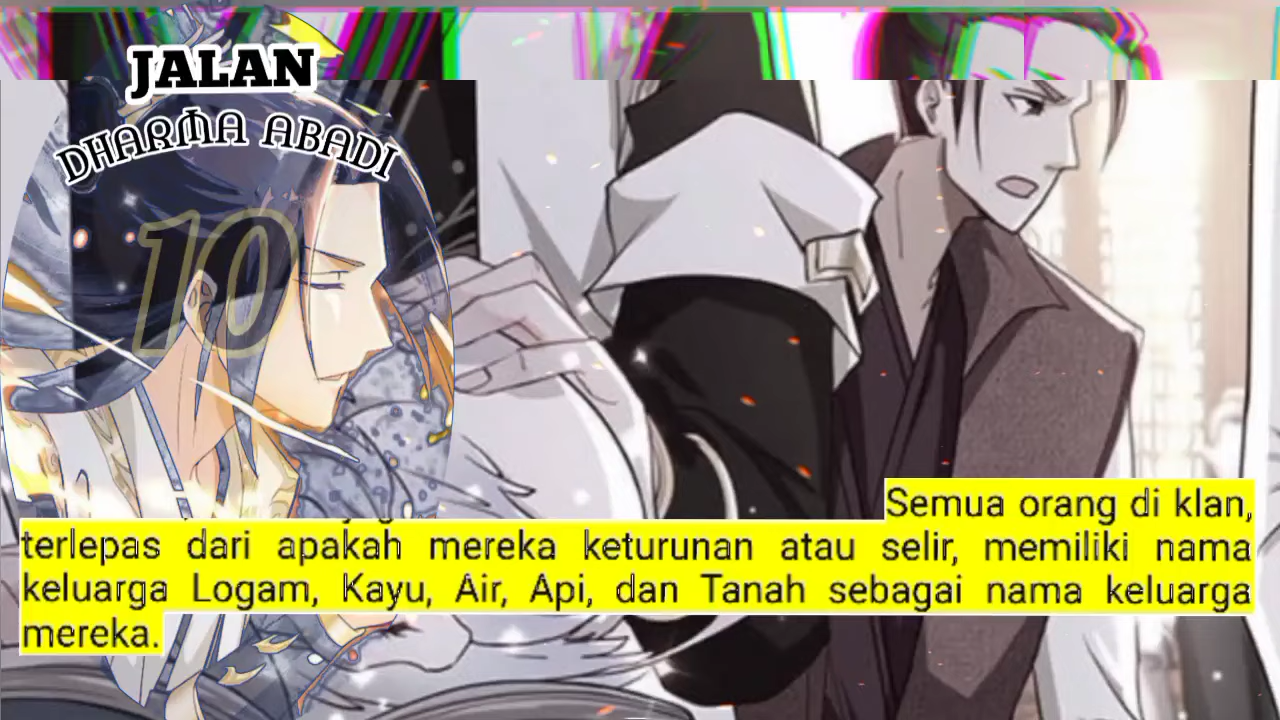 JALAN
DHARMA ABADI
10
Semua orang di klan,
terlepas dari apakah mereka keturunan atau selir, memiliki nama
keluarga Logam, Kayu, Air, Api, dan Tanah sebagai nama keluarga
mereka.